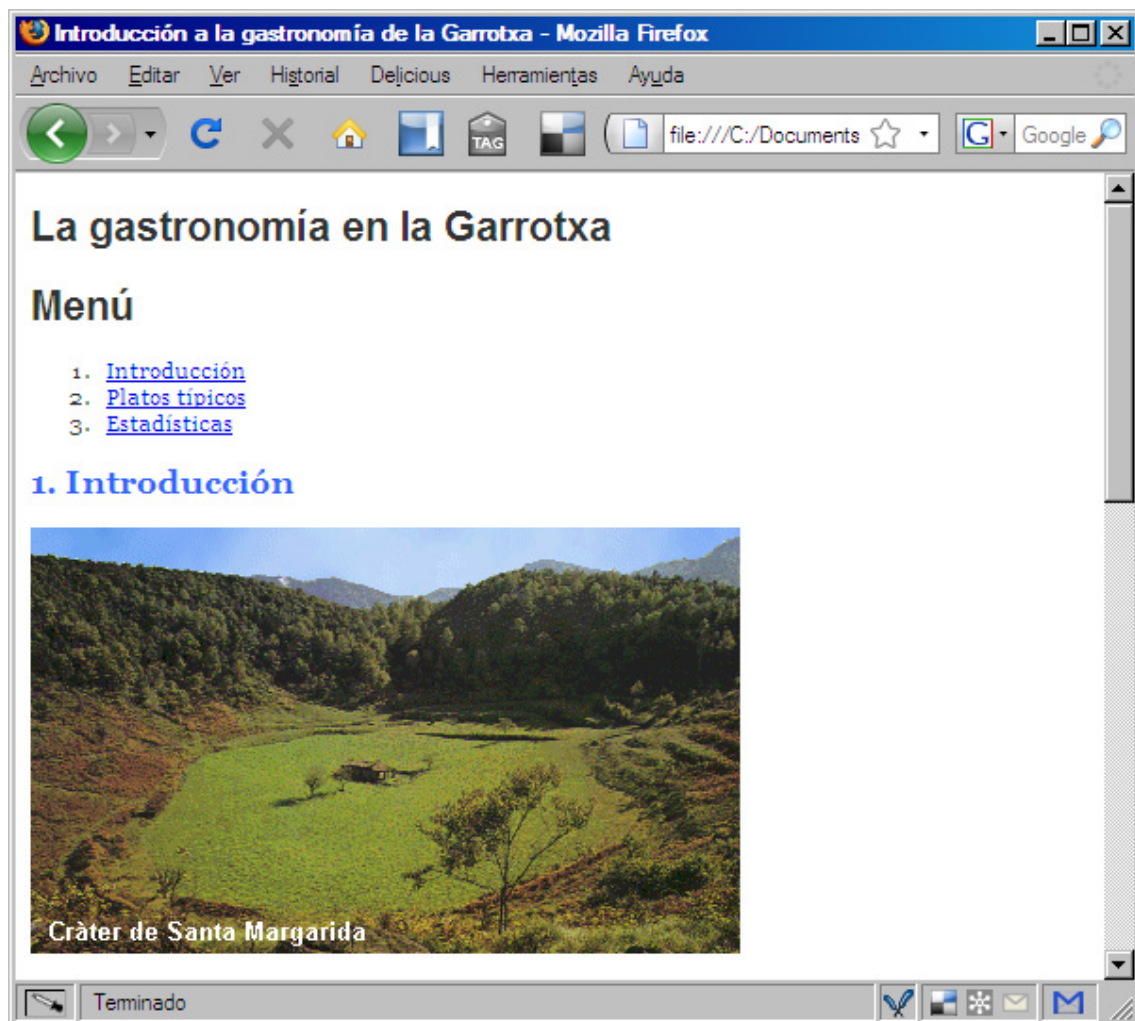 Introducción a la gastronomía de la Garrotxa - Mozilla Firefox
Archivo Editar Ver Historial Delicious Herramientas Ayuda
TAG file:///C:/Documents G Google
La gastronomía en la Garrotxa
Menú
1. Introducción
2. Platos típicos
3. Estadísticas
1. Introducción
Cràter de Santa Margarida
Terminado